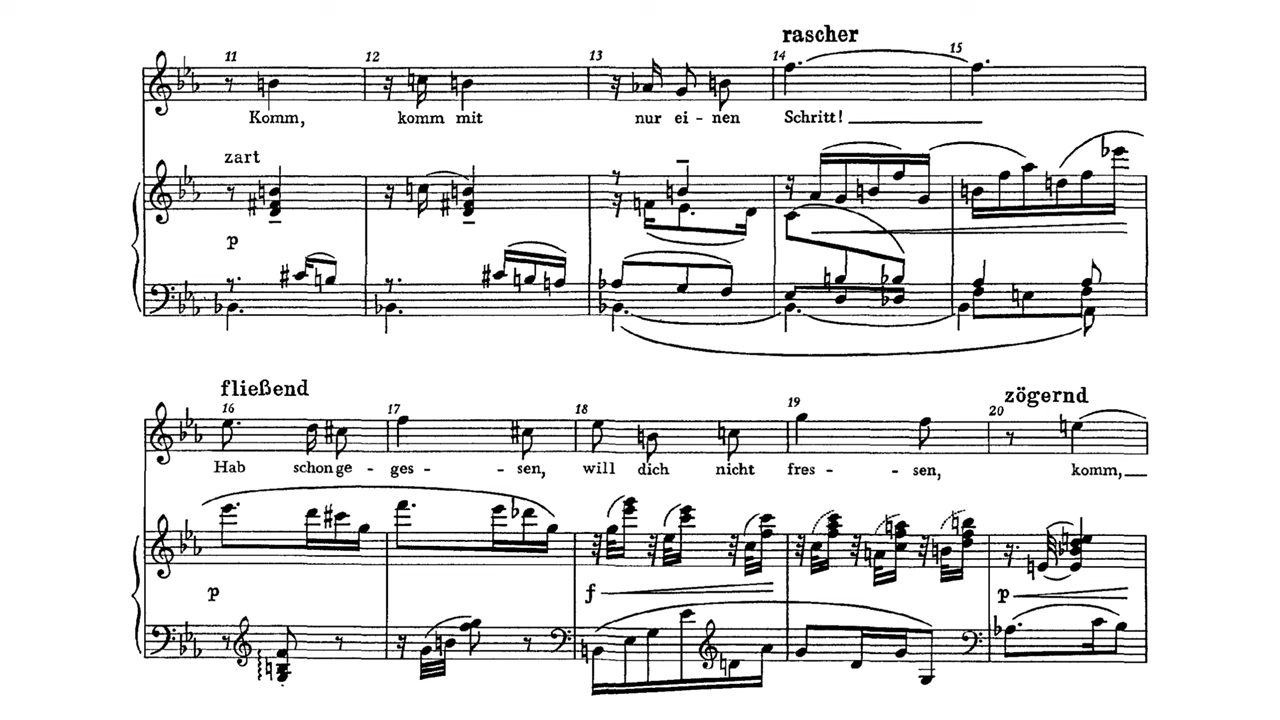 rascher
11 12 13 14 15
Komm, komm mit nur ei - nen Schritt!
zart
p
fließend
zögernd
16 17 18 19 20
Hab schon ge - ges - - sen, will dich nicht fres - - sen, komm,
p f p